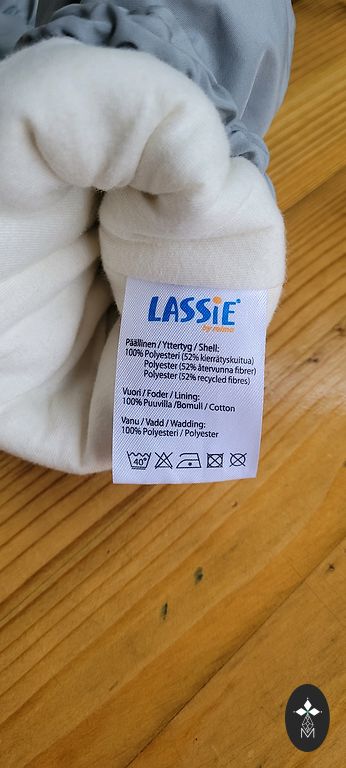 LASSiE®
by reima
Päällinen / Yttertyg / Shell:
100% Polyesteri (52% kierrätyskuitua)
Polyester (52% återvunna fibrer)
Polyester (52% recycled fibres)
Vuori / Foder / Lining:
100% Puuvilla /Bomull / Cotton
Vanu / Vadd / Wadding:
100% Polyesteri / Polyester
40°